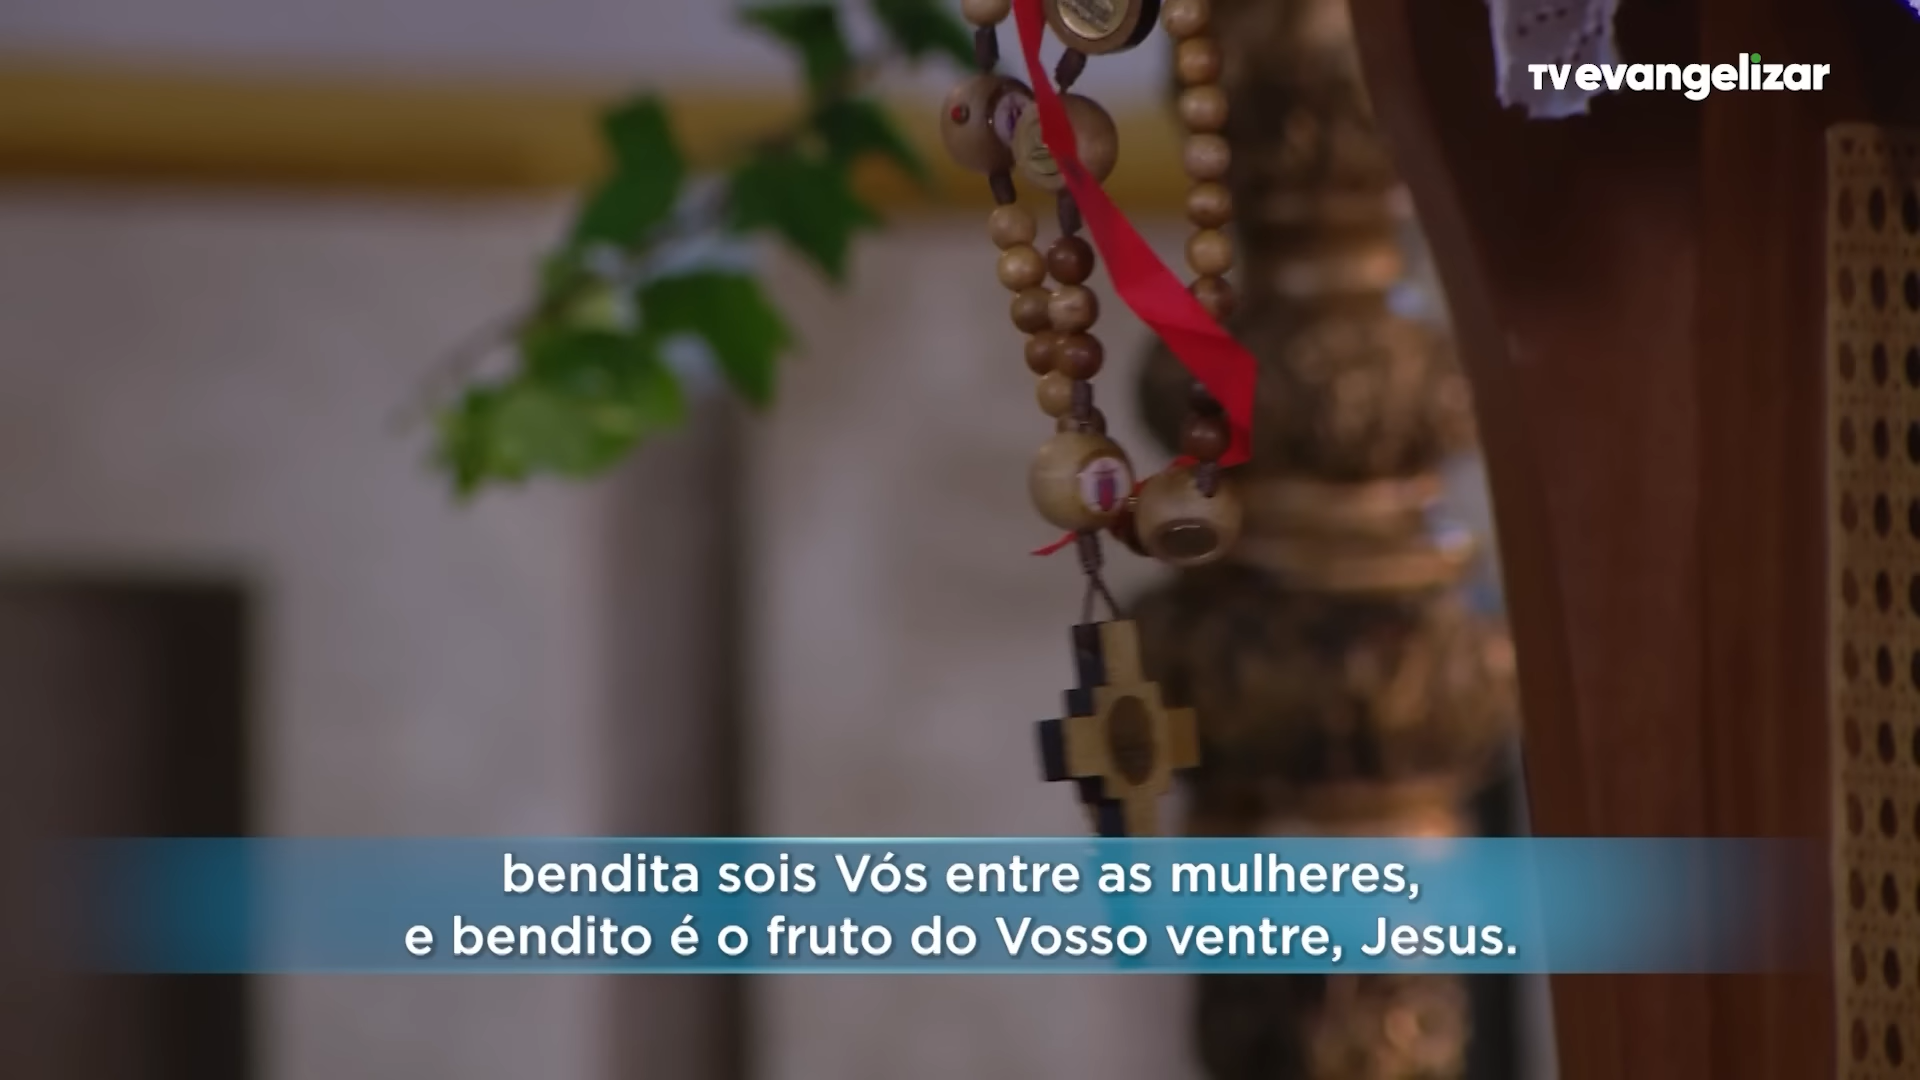 TVevangelizar
bendita sois Vós entre as mulheres,
e bendito é o fruto do Vosso ventre, Jesus.